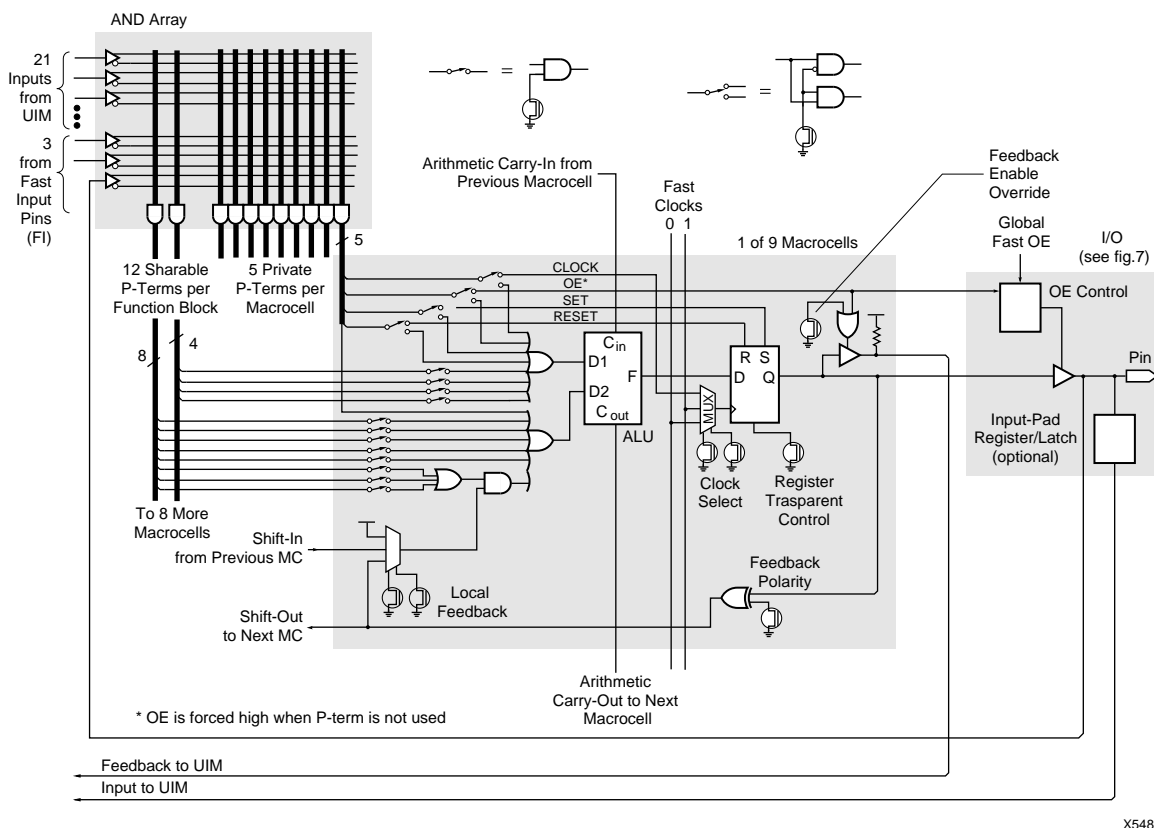 AND Array
21
Inputs
from
UIM
3
from
Fast
Input
Pins
(FI)
12 Sharable
P-Terms per
Function Block
5 Private
P-Terms per
Macrocell
5
8
4
To 8 More
Macrocells
=
=
Arithmetic Carry-In from
Previous Macrocell
Fast
Clocks
0 1
Feedback
Enable
Override
Global
Fast OE
I/O
(see fig.7)
1 of 9 Macrocells
CLOCK
OE*
SET
RESET
OE Control
C in
D1
F
D2
C out
ALU
R S
D Q
MUX
Pin
Input-Pad
Register/Latch
(optional)
Clock
Select
Register
Trasparent
Control
Shift-In
from Previous MC
Local
Feedback
Feedback
Polarity
Shift-Out
to Next MC
Arithmetic
Carry-Out to Next
Macrocell
* OE is forced high when P-term is not used
Feedback to UIM
Input to UIM
X548